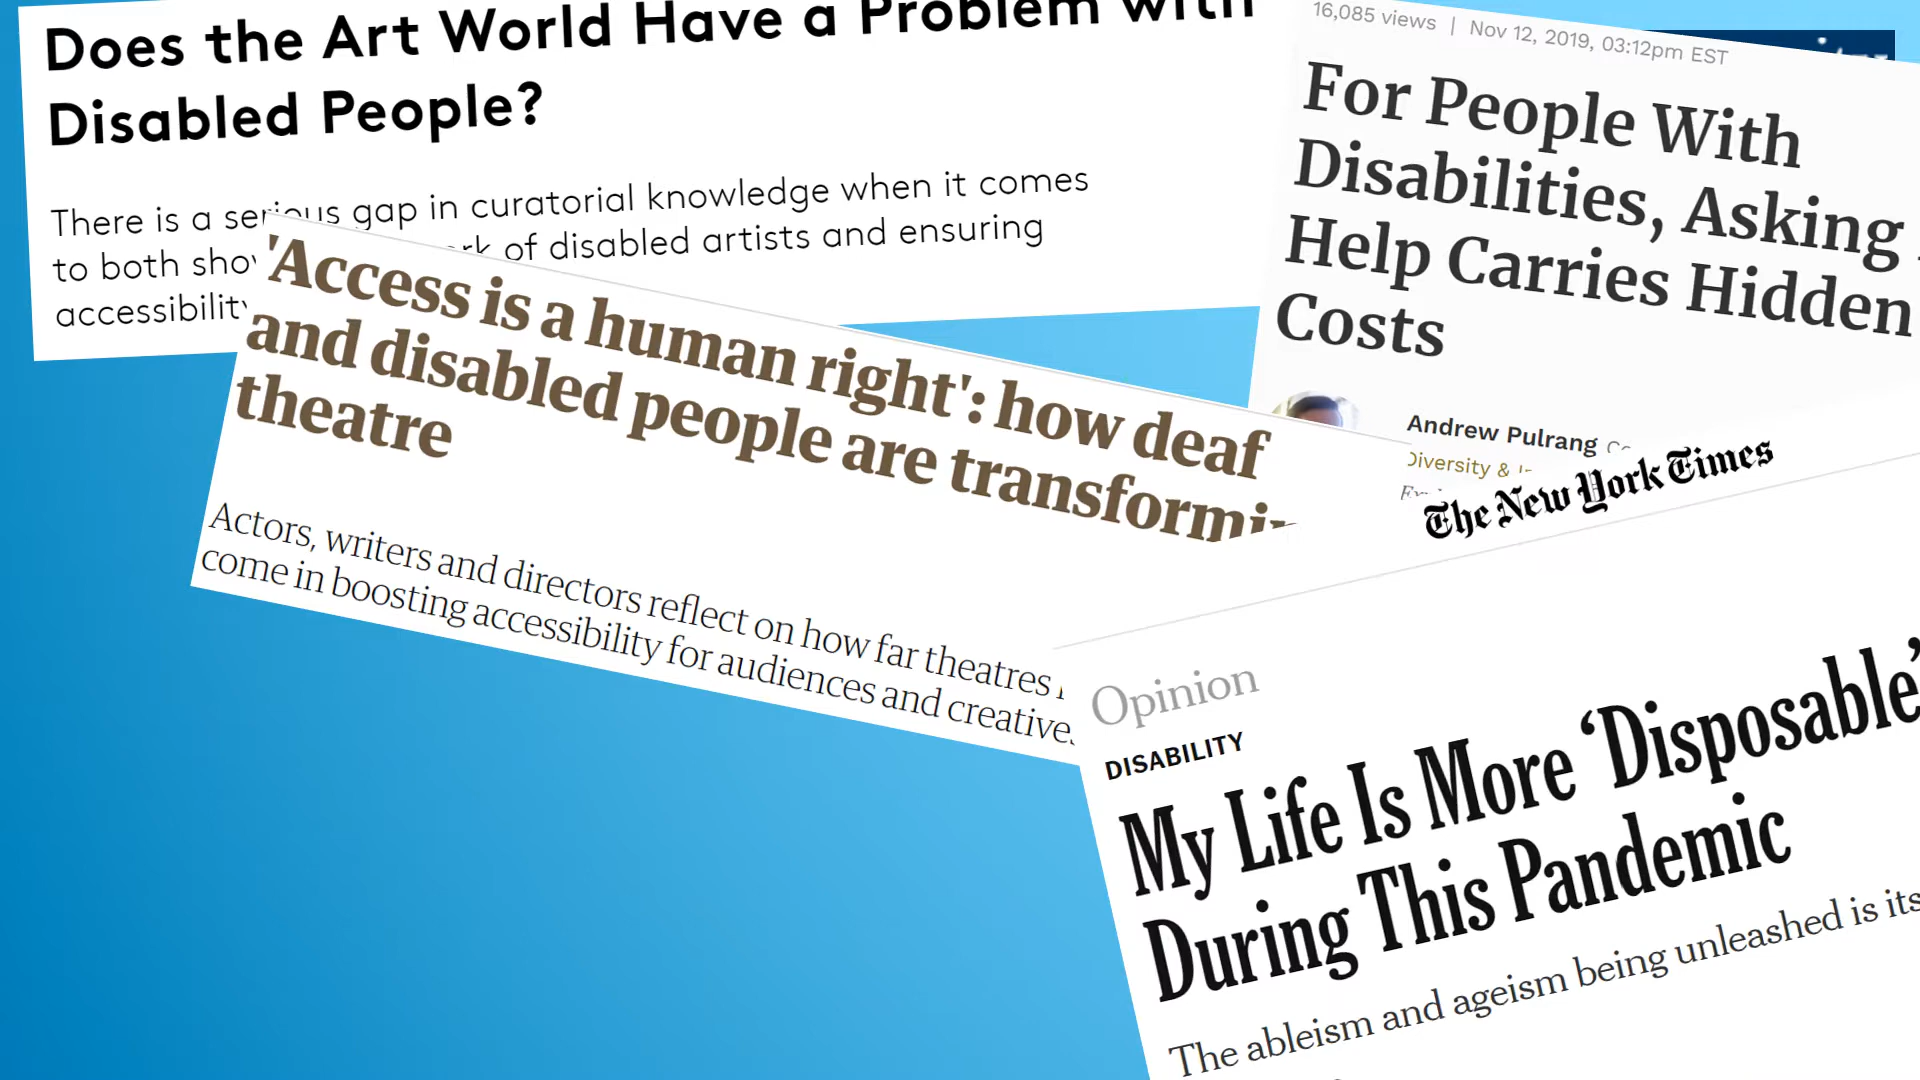 Does the Art World Have a Problem with
Disabled People?
There is a serious gap in curatorial knowledge when it comes
to both of disabled artists and ensuring
accessibility
16,085 views | Nov 12, 2019, 03:12pm EST
For People With
Disabilities, Asking
Help Carries Hidden
Costs
Andrew Pulrang
Diversity &
'Access is a human right': how deaf
and disabled people are transformi
theatre
Actors, writers and directors reflect on how far theatres
come in boosting accessibility for audiences and creatives
The New York Times
Opinion
DISABILITY
My Life Is More ‘Disposable’
During This Pandemic
The ableism and ageism being unleashed is its